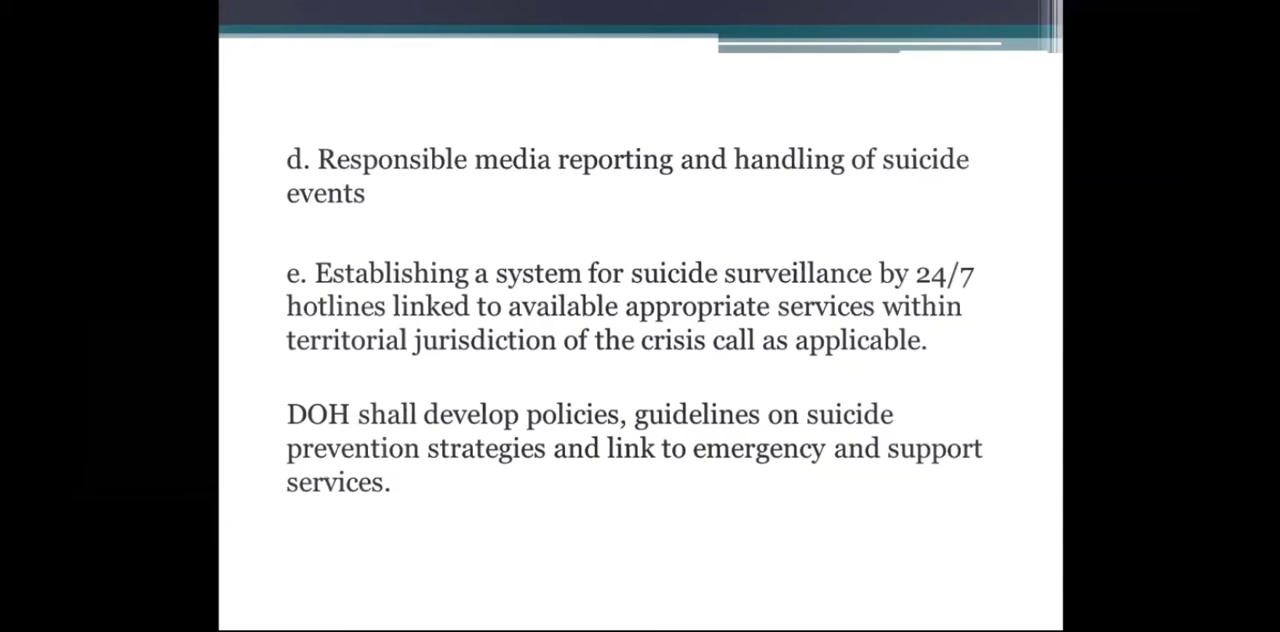 d. Responsible media reporting and handling of suicide
events
e. Establishing a system for suicide surveillance by 24/7
hotlines linked to available appropriate services within
territorial jurisdiction of the crisis call as applicable.
DOH shall develop policies, guidelines on suicide
prevention strategies and link to emergency and support
services.